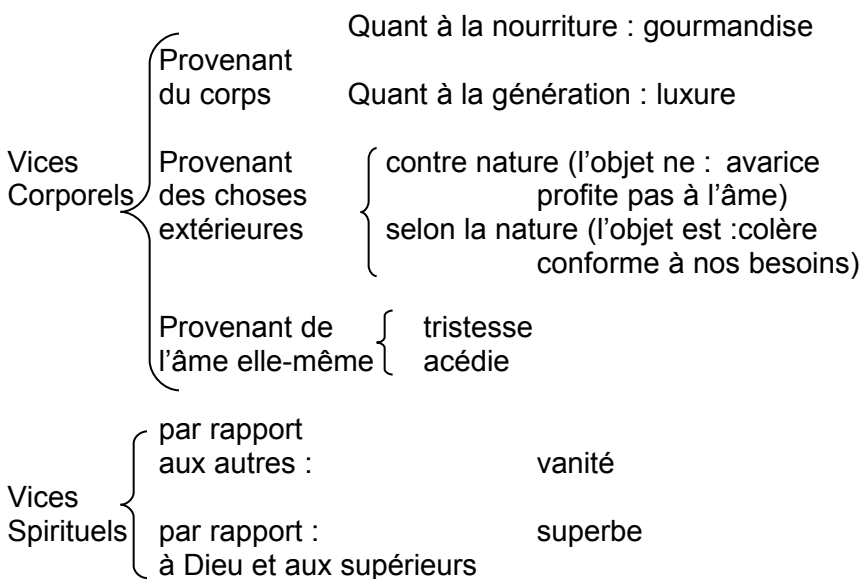 Quant à la nourriture : gourmandise
Provenant
du corps Quant à la génération : luxure
Vices Provenant contre nature (l'objet ne : avarice
Corporels des choses profite pas à l'âme)
extérieures selon la nature (l'objet est :colère
conforme à nos besoins)
Provenant de tristesse
l'âme elle-même acédie
par rapport
aux autres : vanité
Vices
Spirituels par rapport : superbe
à Dieu et aux supérieurs